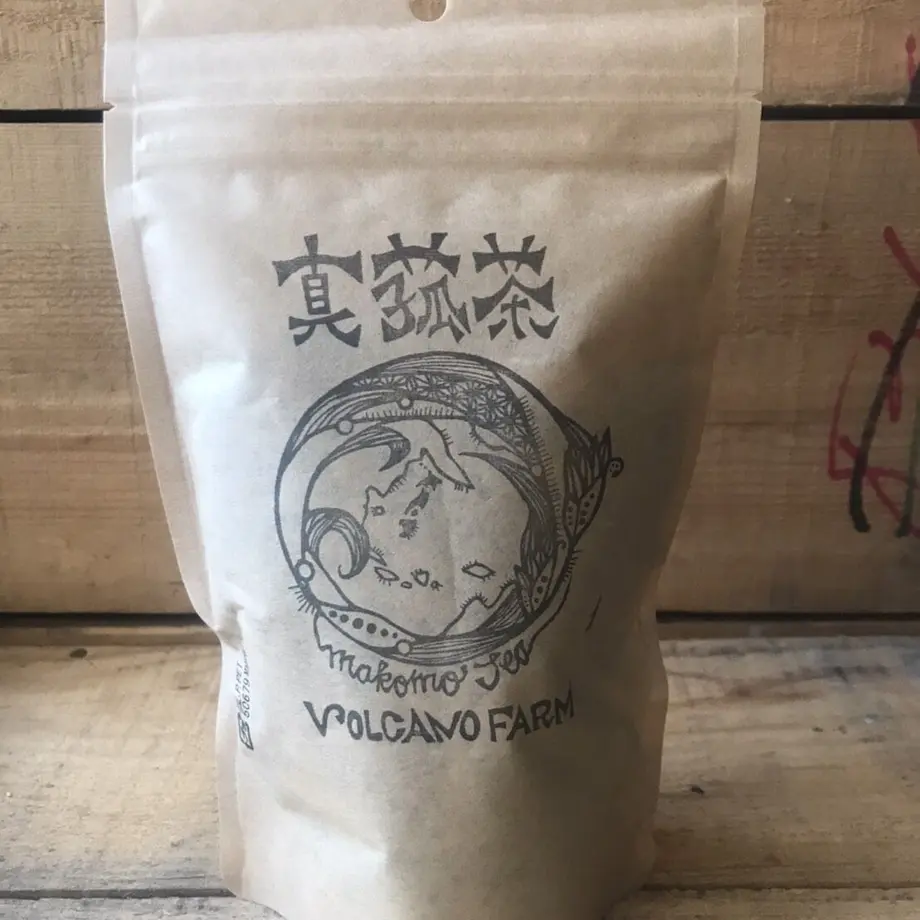 真菰茶
makomo tea
VOLCANO FARM